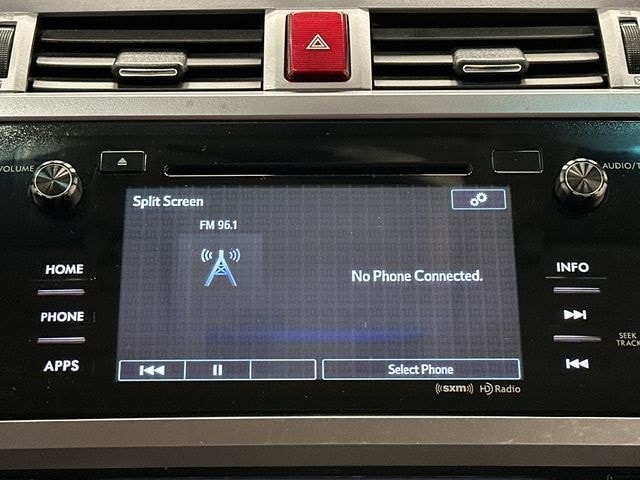 VOLUME
AUDIO/T
Split Screen
FM 96.1
No Phone Connected.
HOME
PHONE
APPS
INFO
SEEK
TRACK
Select Phone
((sxm)) HD Radio